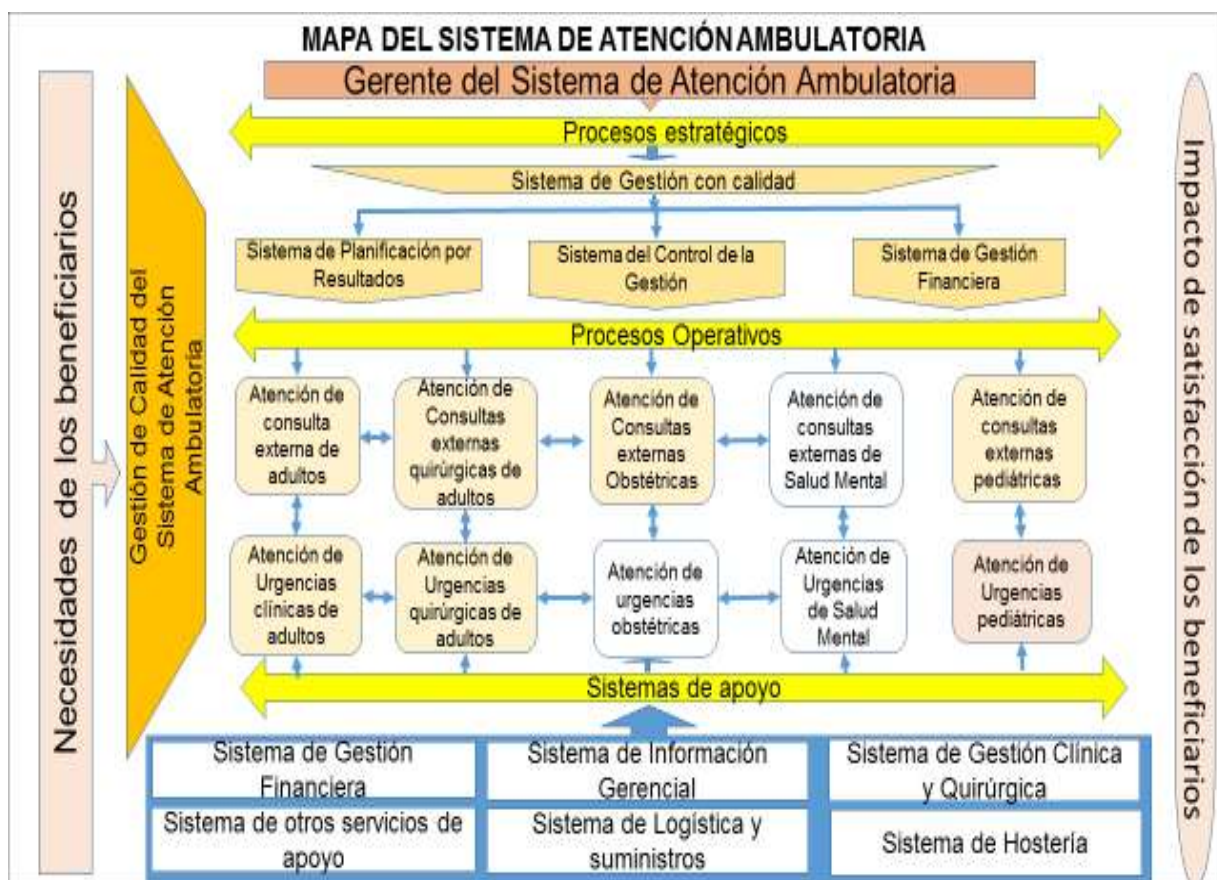 MAPA DEL SISTEMA DE ATENCIÓN AMBULATORIA
Gerente del Sistema de Atención Ambulatoria
Procesos estratégicos
Sistema de Gestión con calidad
Sistema de Planificación por
Resultados
Sistema del Control de la
Gestión
Sistema de Gestión
Financiera
Procesos Operativos
Atención de
consulta
externa de
adultos
Atención de
Consultas
externas
quirúrgicas de
adultos
Atención de
Consultas
externas
Obstétricas
Atención de
consultas
externas de
Salud Mental
Atención de
consultas
externas
pediátricas
Atención de
Urgencias
clínicas de
adultos
Atención de
Urgencias
quirúrgicas de
adultos
Atención de
urgencias
obstétricas
Atención de
Urgencias
de Salud
Mental
Atención de
Urgencias
pediátricas
Sistemas de apoyo
Sistema de Gestión
Financiera
Sistema de Información
Gerencial
Sistema de Gestión Clínica
y Quirúrgica
Sistema de otros servicios de
apoyo
Sistema de Logística y
suministros
Sistema de Hostería
Necesidades de los beneficiarios
Gestión de Calidad del
Sistema de Atención
Ambulatoria
Impacto de satisfacción de los beneficiarios